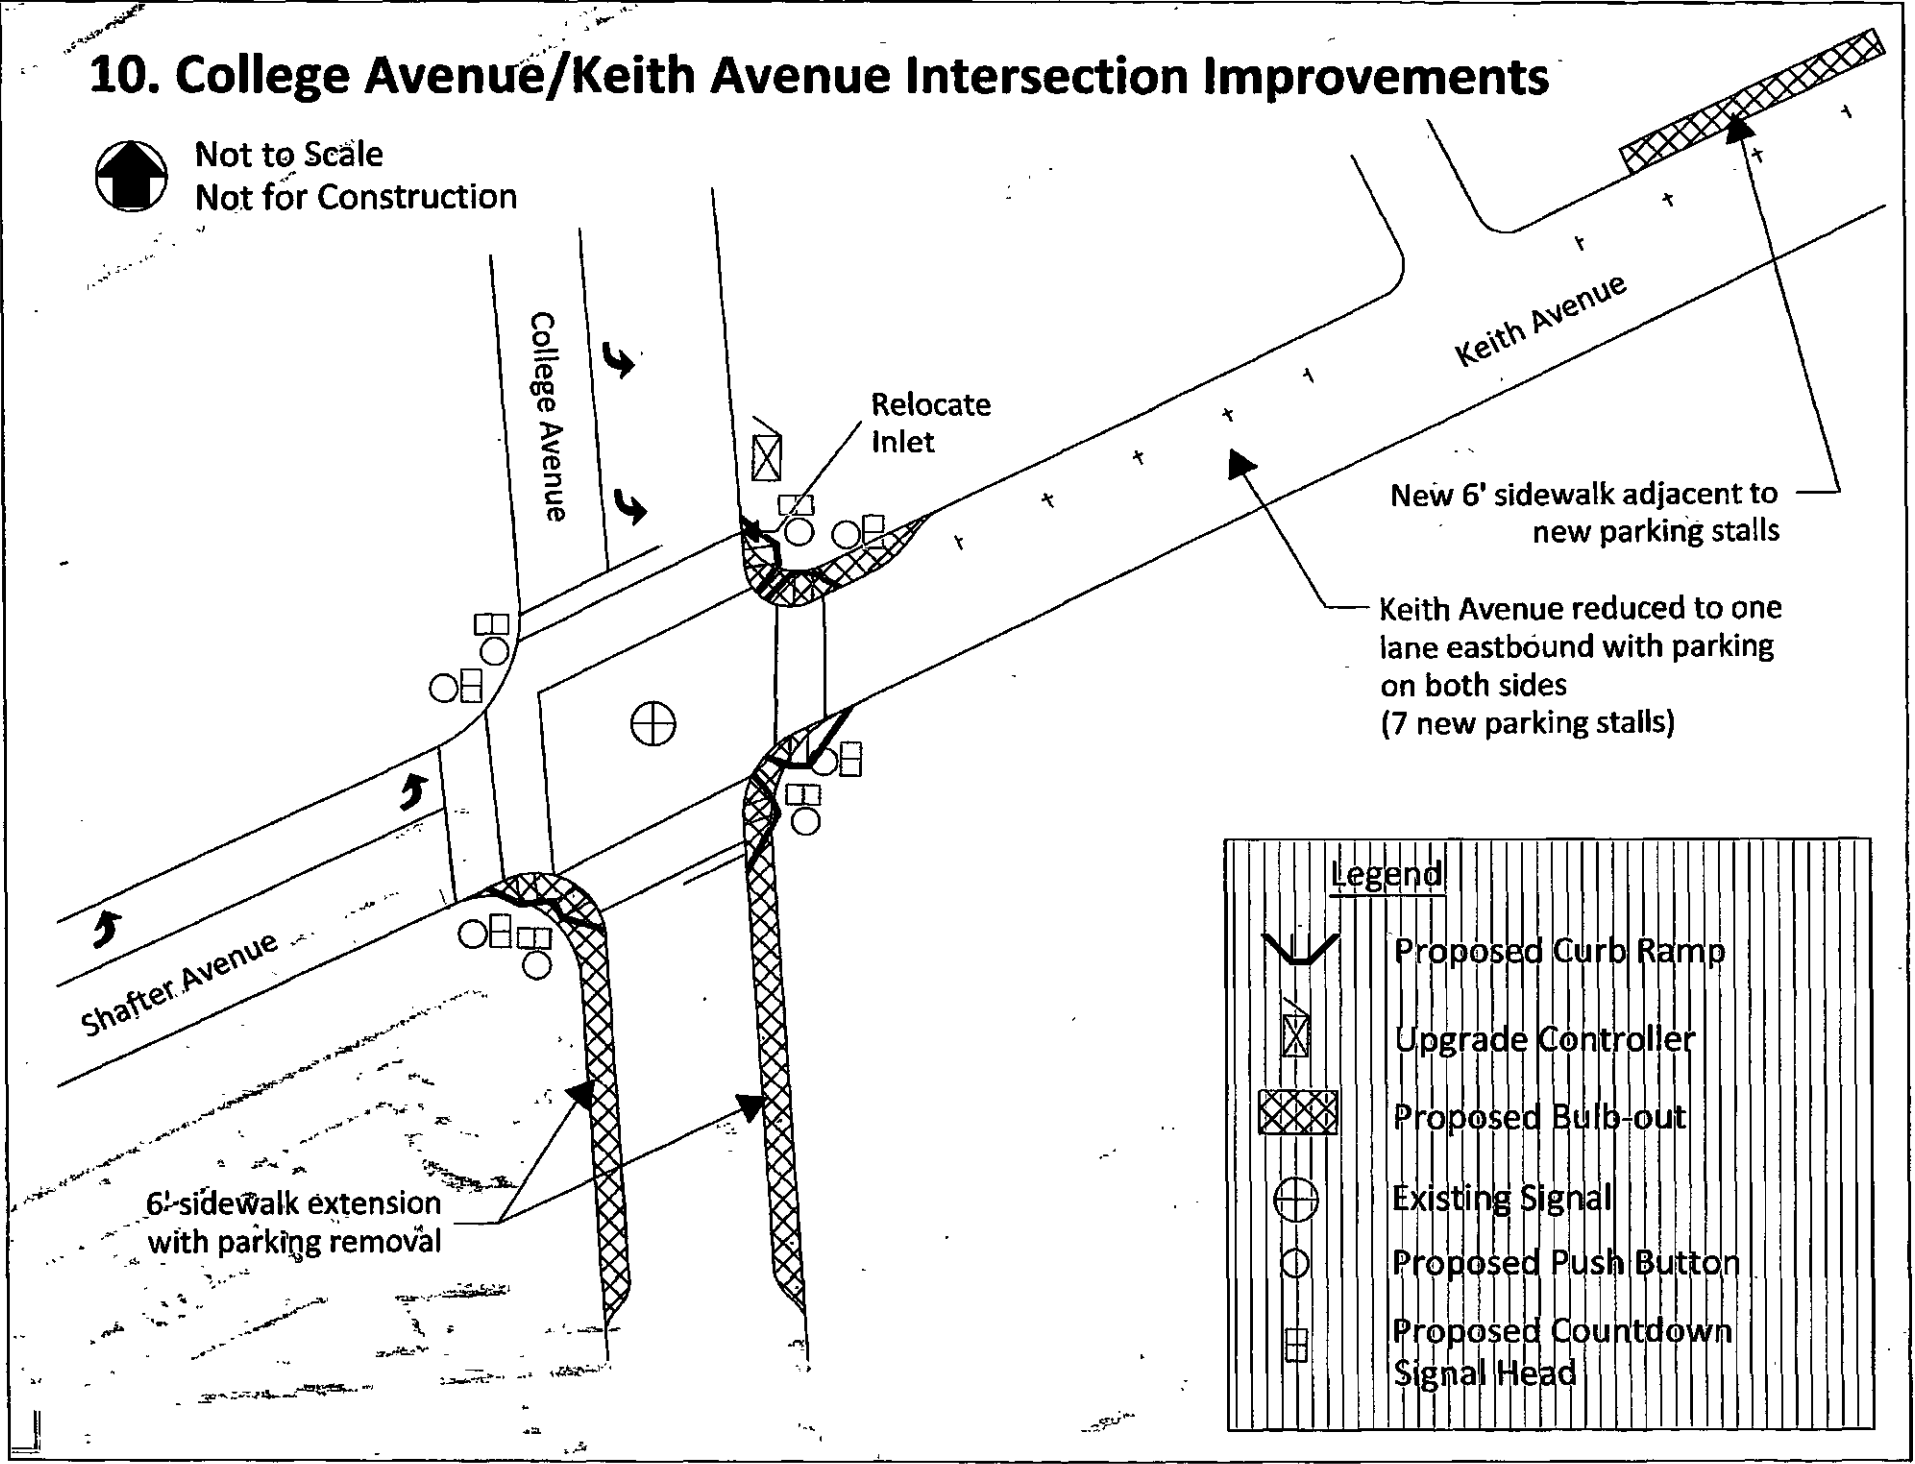 10. College Avenue/Keith Avenue Intersection Improvements
Not to Scale
Not for Construction
College Avenue
Relocate
Inlet
Keith Avenue
New 6' sidewalk adjacent to
new parking stalls
Keith Avenue reduced to one
lane eastbound with parking
on both sides
(7 new parking stalls)
Shafter Avenue
6' sidewalk extension
with parking removal
Legend
Proposed Curb Ramp
Upgrade Controller
Proposed Bulb-out
Existing Signal
Proposed Push Button
Proposed Countdown
Signal Head